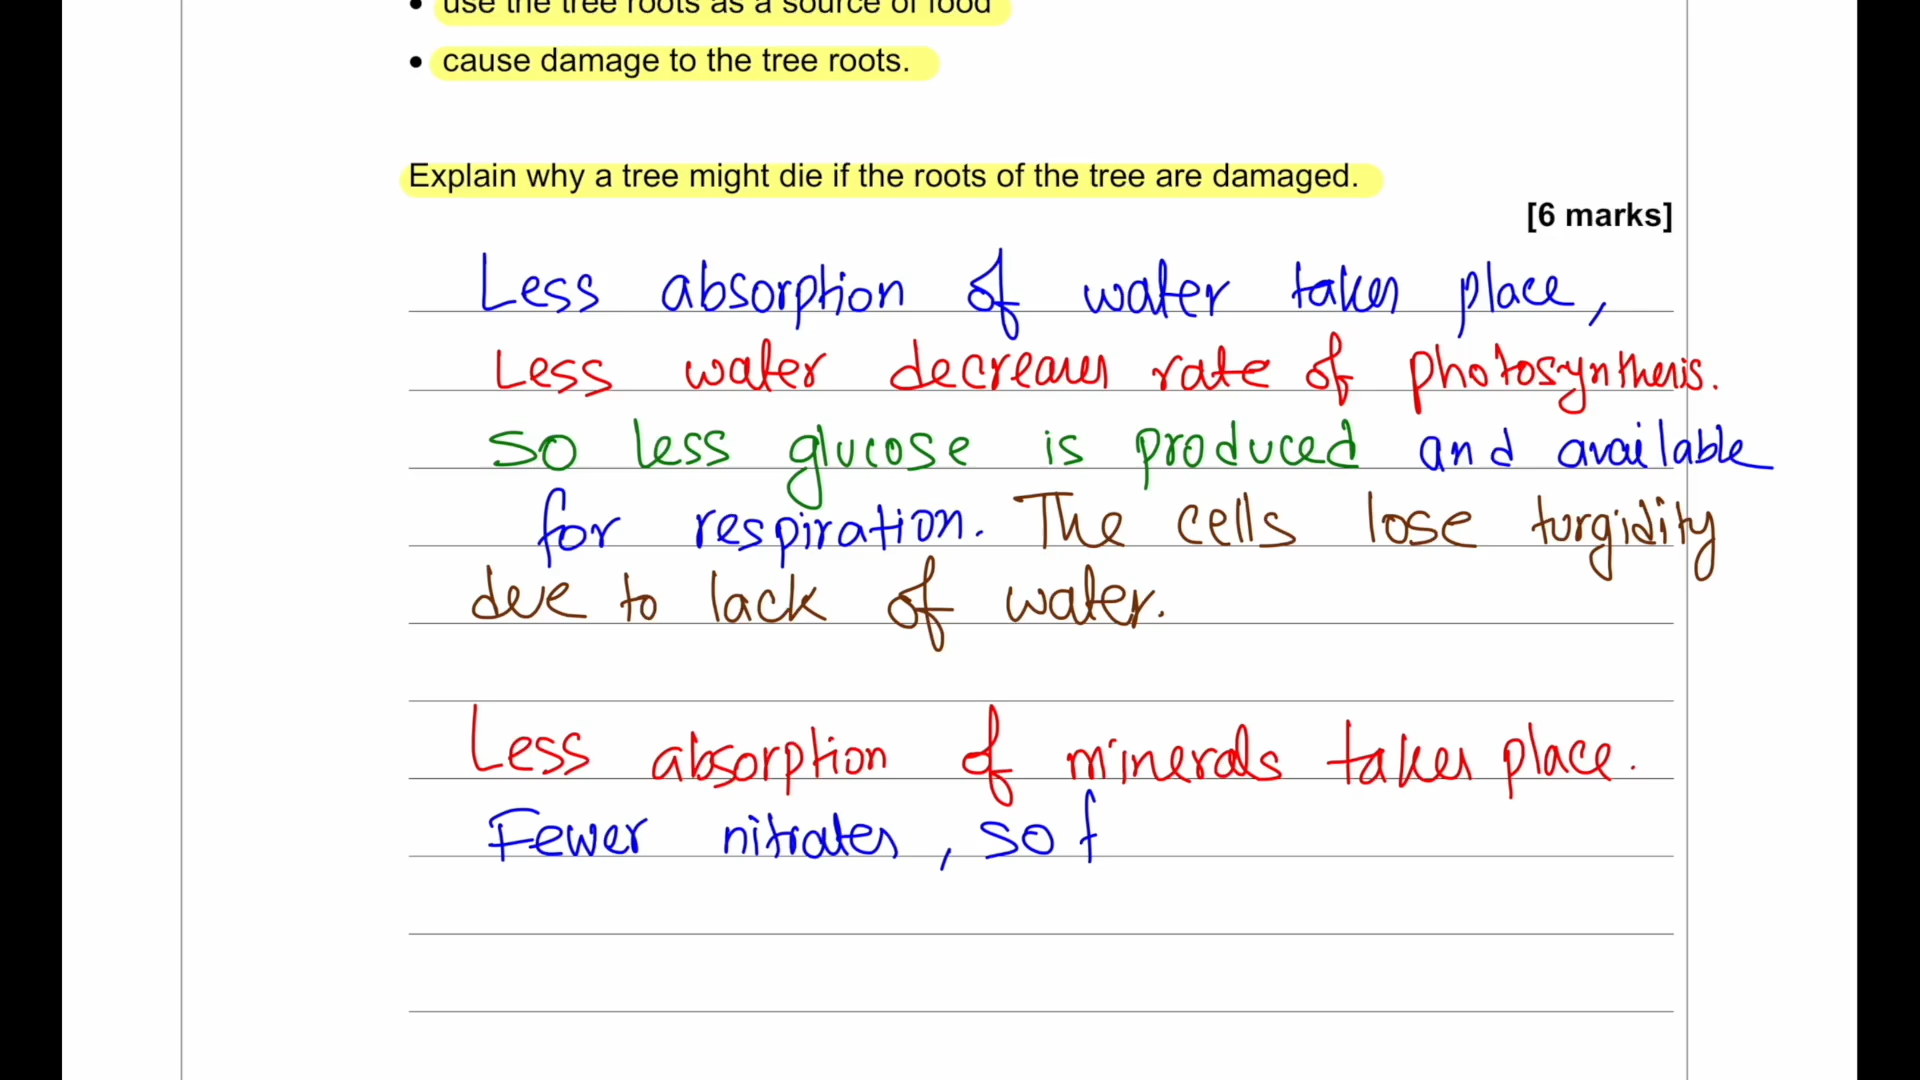 • use the tree roots as a source of food
• cause damage to the tree roots.
Explain why a tree might die if the roots of the tree are damaged.
[6 marks]
Less absorption of water takes place,
Less water decreases rate of photosynthesis.
So less glucose is produced and available
for respiration. The cells lose turgidity
due to lack of water.
Less absorption of minerals takes place.
Fewer nitrates, so f